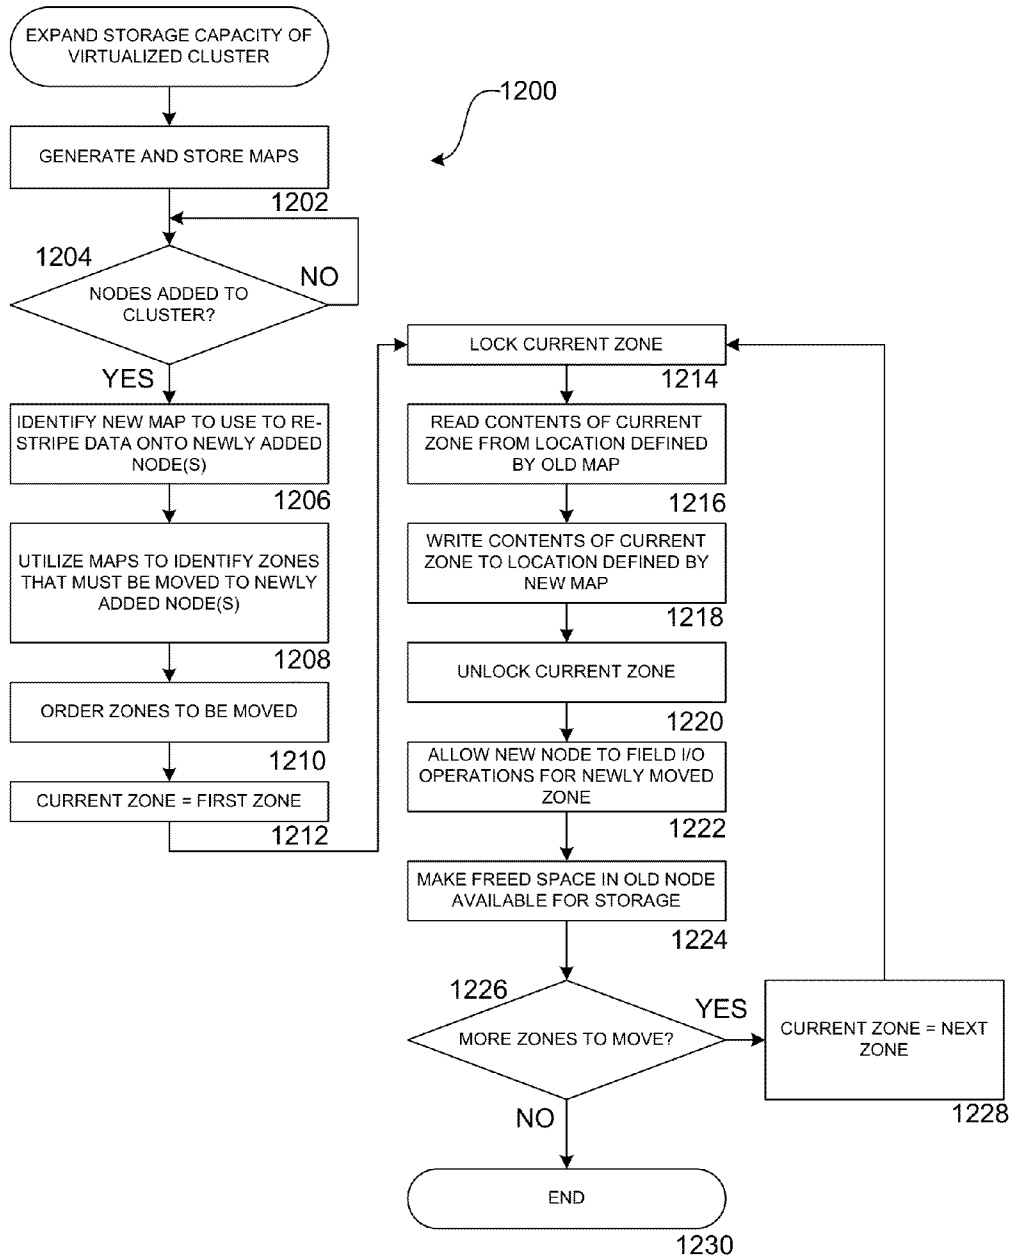 EXPAND STORAGE CAPACITY OF
VIRTUALIZED CLUSTER
1200
GENERATE AND STORE MAPS
1202
1204
NO
NODES ADDED TO
CLUSTER?
YES
IDENTIFY NEW MAP TO USE TO RE-
STRIPE DATA ONTO NEWLY ADDED
NODE(S)
1206
UTILIZE MAPS TO IDENTIFY ZONES
THAT MUST BE MOVED TO NEWLY
ADDED NODE(S)
1208
ORDER ZONES TO BE MOVED
1210
CURRENT ZONE = FIRST ZONE
1212
LOCK CURRENT ZONE
1214
READ CONTENTS OF CURRENT
ZONE FROM LOCATION DEFINED
BY OLD MAP
1216
WRITE CONTENTS OF CURRENT
ZONE TO LOCATION DEFINED BY
NEW MAP
1218
UNLOCK CURRENT ZONE
1220
ALLOW NEW NODE TO FIELD I/O
OPERATIONS FOR NEWLY MOVED
ZONE
1222
MAKE FREED SPACE IN OLD NODE
AVAILABLE FOR STORAGE
1224
1226
YES
MORE ZONES TO MOVE?
CURRENT ZONE = NEXT
ZONE
1228
NO
END
1230